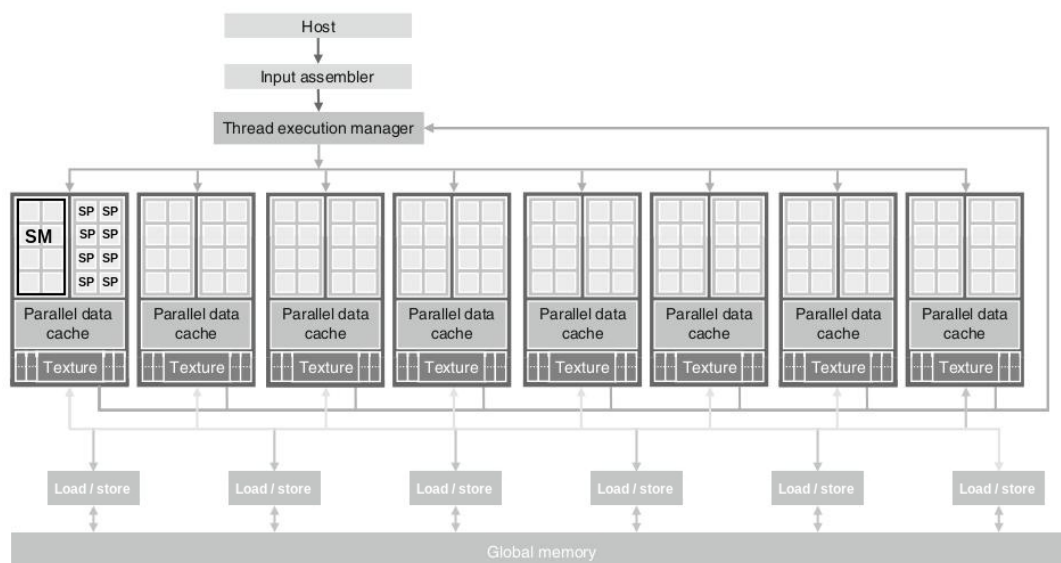 Host
Input assembler
Thread execution manager
SM
SP SP
SP SP
SP SP
SP SP
Parallel data
cache
Texture
Parallel data
cache
Texture
Parallel data
cache
Texture
Parallel data
cache
Texture
Parallel data
cache
Texture
Parallel data
cache
Texture
Parallel data
cache
Texture
Parallel data
cache
Texture
Load / store
Load / store
Load / store
Load / store
Load / store
Load / store
Global memory